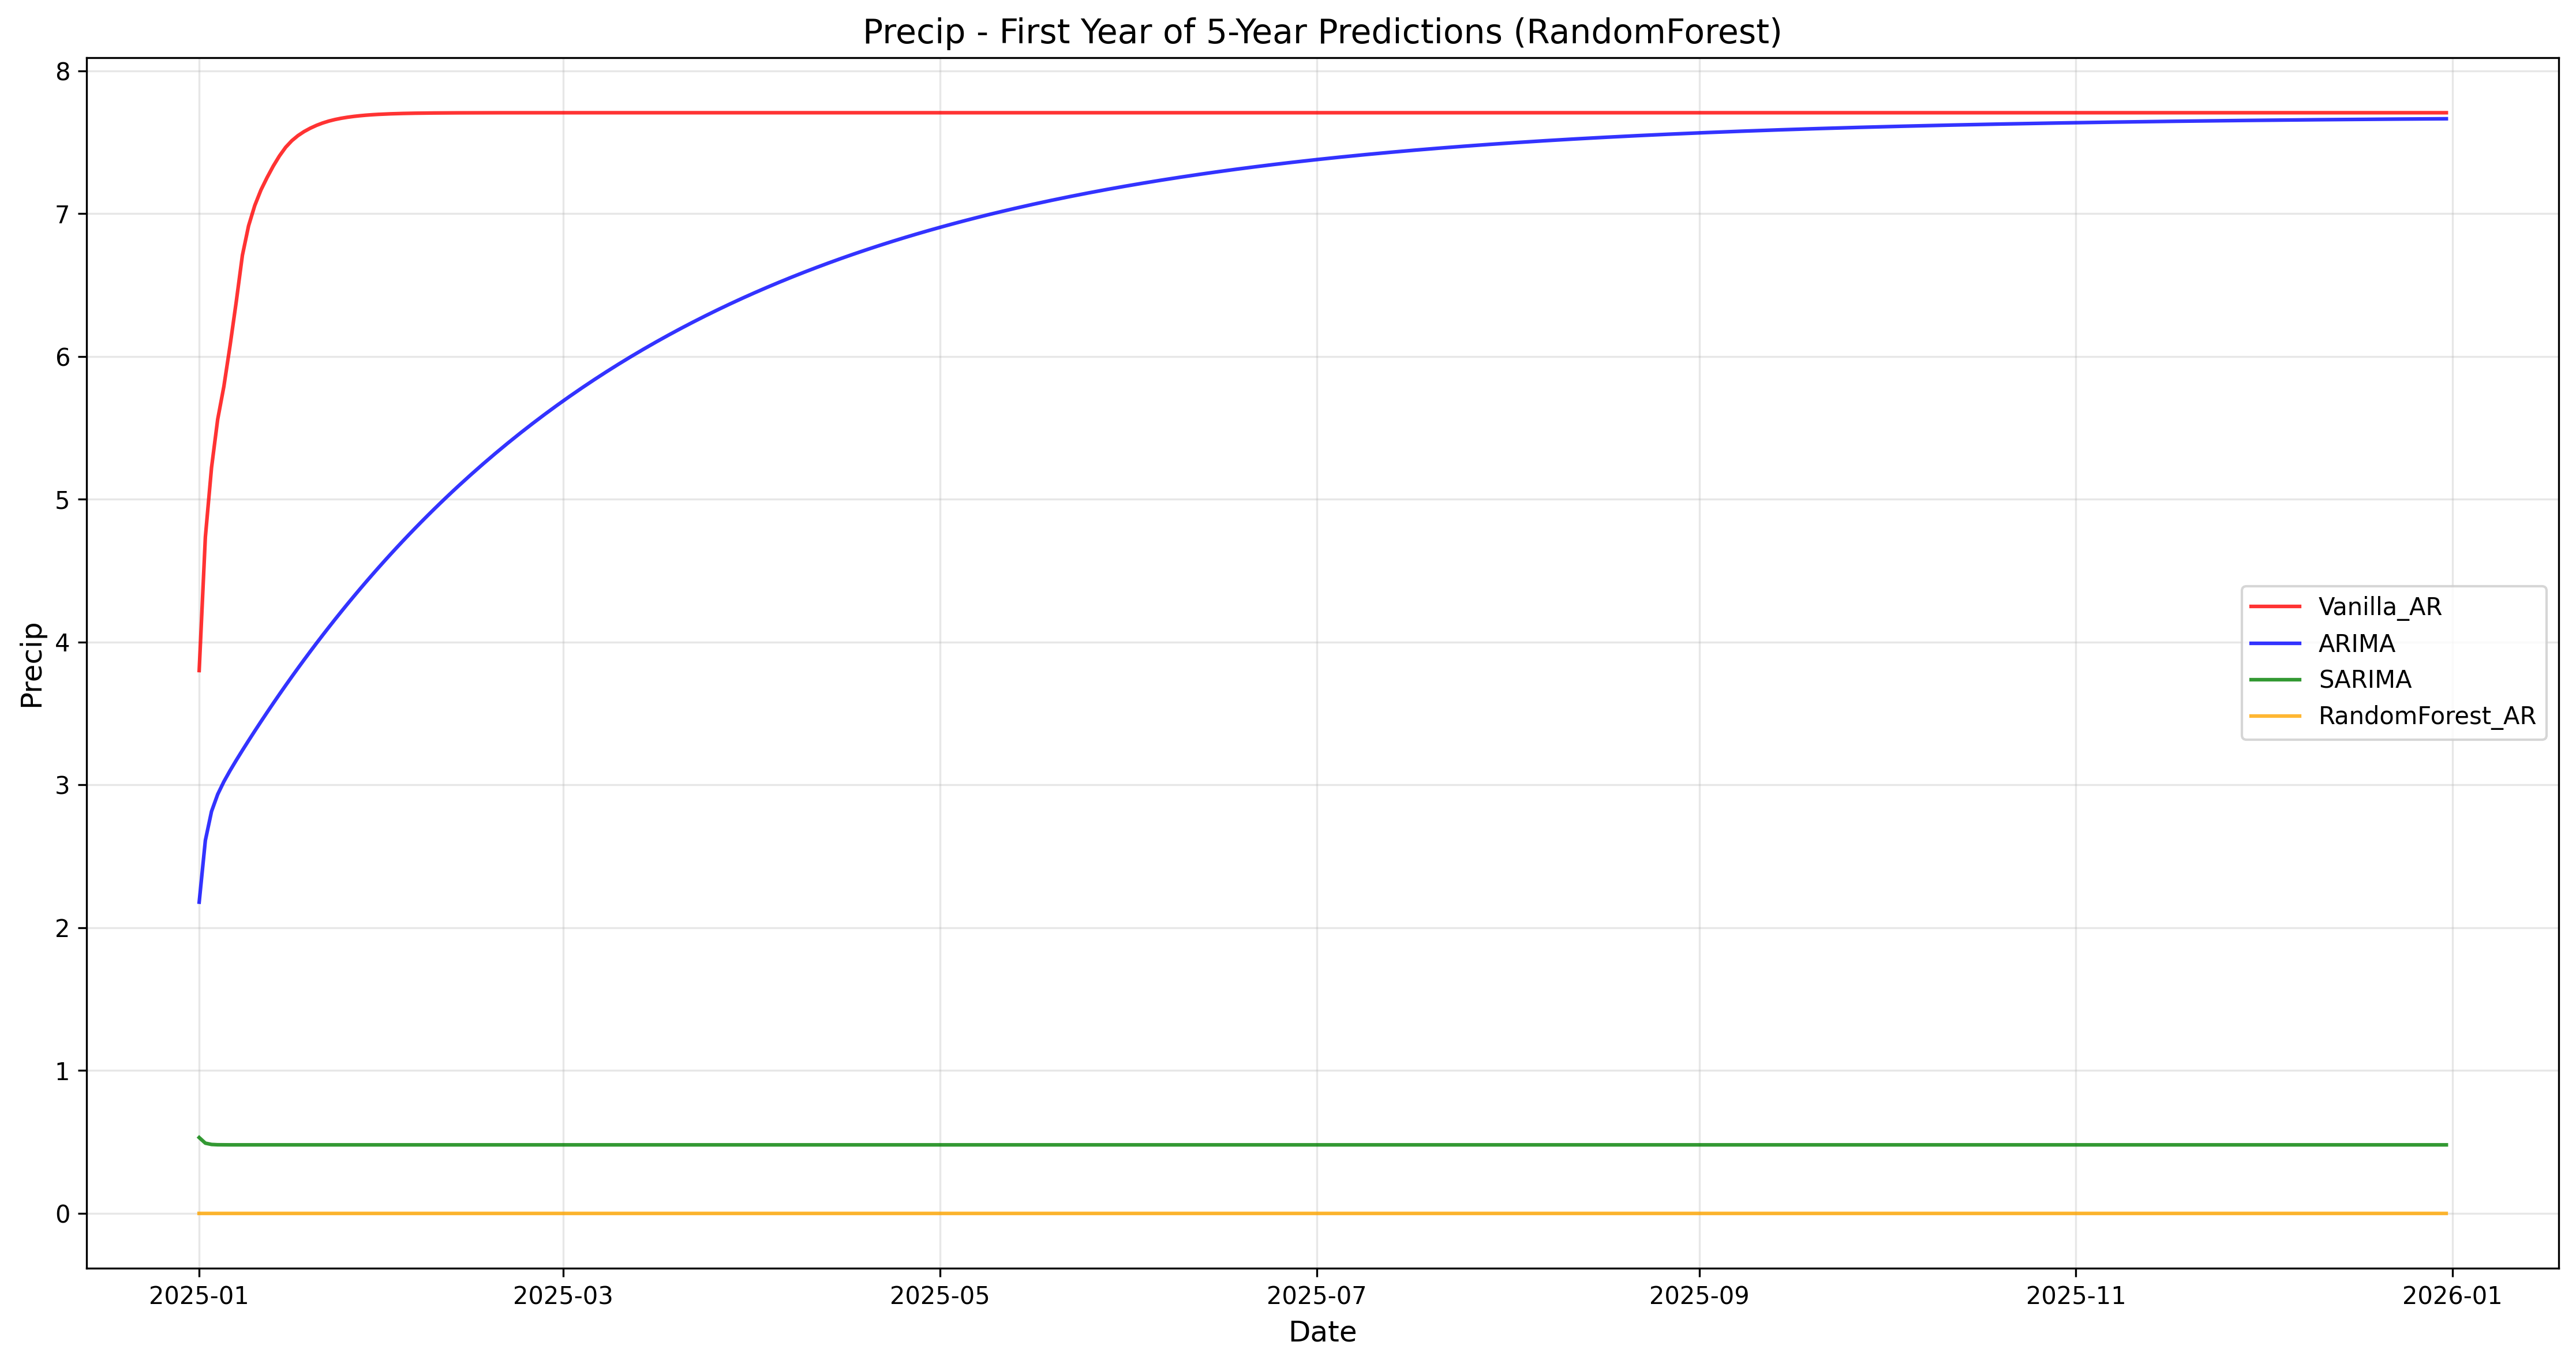 Precip - First Year of 5-Year Predictions (RandomForest)
Precip
8
7
6
5
4
3
2
1
0
Vanilla_AR
ARIMA
SARIMA
RandomForest_AR
2025-01 2025-03 2025-05 2025-07 2025-09 2025-11 2026-01
Date